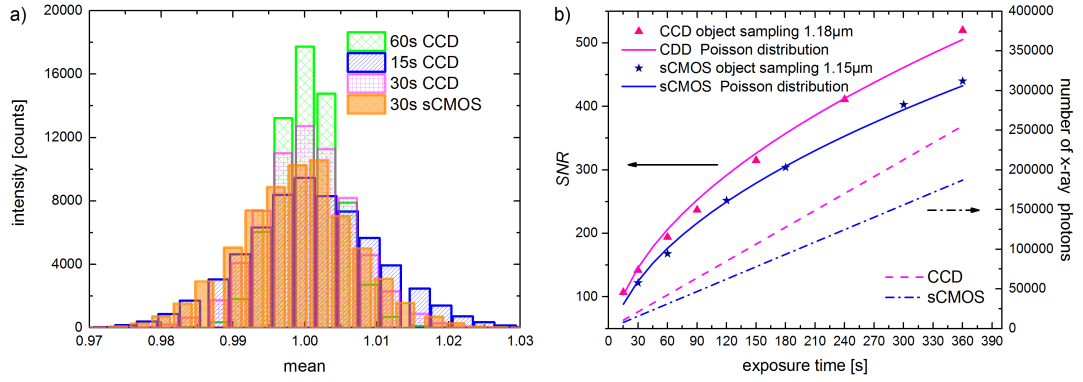 a)
20000
16000
12000
8000
4000
0
intensity [counts]
0.97 0.98 0.99 1.00 1.01 1.02 1.03
mean
60s CCD
15s CCD
30s CCD
30s sCMOS
b)
500
400
300
250
200
150
100
SNR
CCD object sampling 1.18µm
CDD Poisson distribution
sCMOS object sampling 1.15µm
sCMOS Poisson distribution
CCD
sCMOS
0 30 60 90 120 150 180 210 240 270 300 330 360 390
exposure time [s]
400000
350000
300000
250000
200000
150000
100000
50000
0
number of x-ray photons